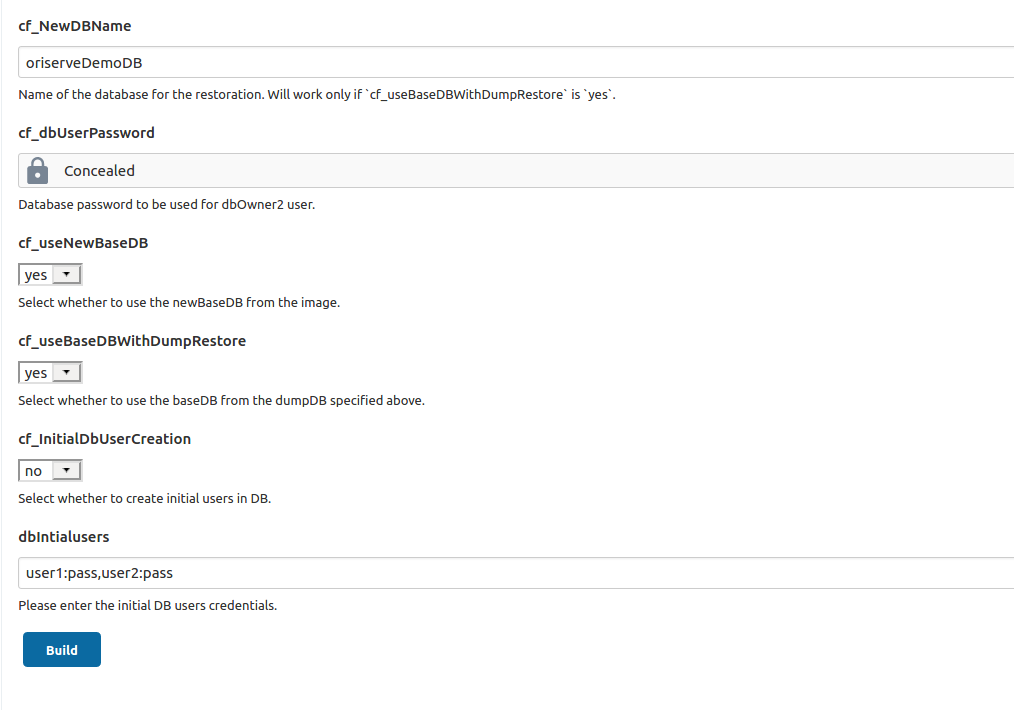 cf_NewDBName
oriserveDemoDB
Name of the database for the restoration. Will work only if `cf_useBaseDBWithDumpRestore` is `yes`.
cf_dbUserPassword
Concealed
Database password to be used for dbOwner2 user.
cf_useNewBaseDB
yes
Select whether to use the newBaseDB from the image.
cf_useBaseDBWithDumpRestore
yes
Select whether to use the baseDB from the dumpDB specified above.
cf_InitialDbUserCreation
no
Select whether to create initial users in DB.
dbIntialusers
user1:pass,user2:pass
Please enter the initial DB users credentials.
Build